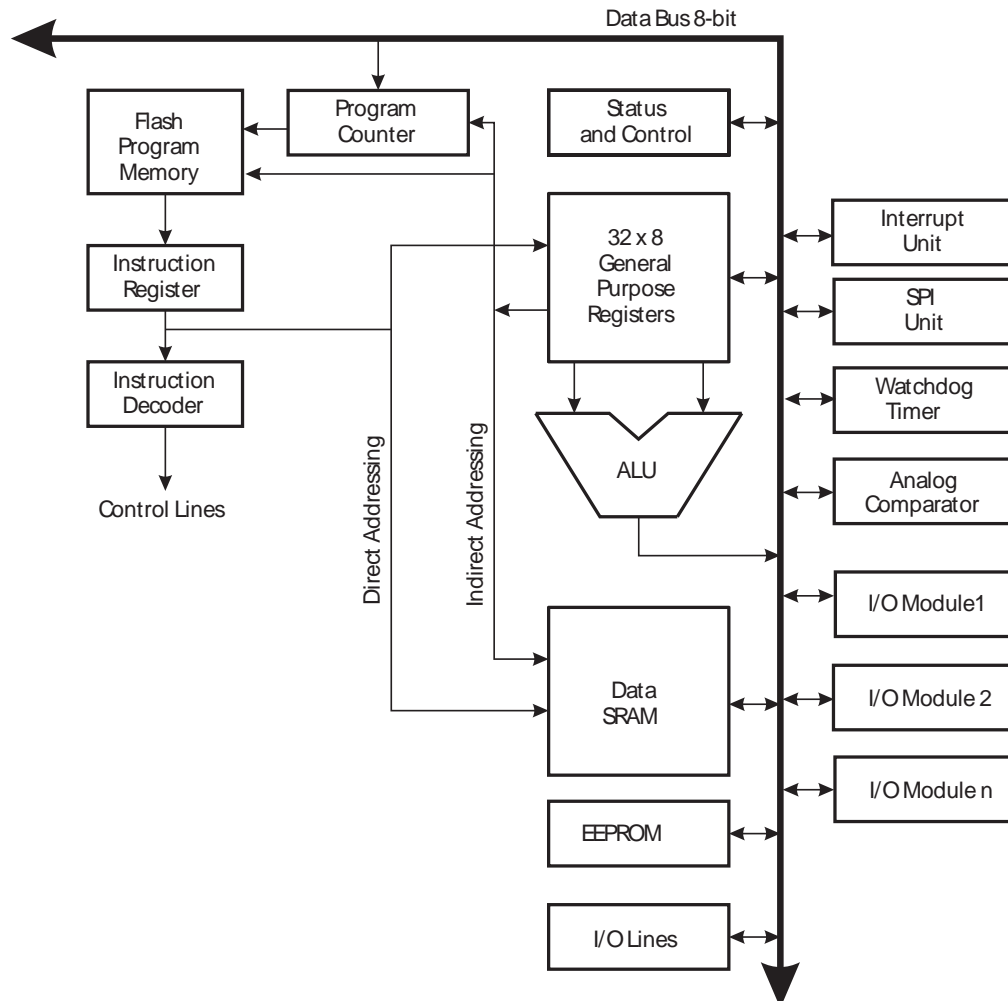 Data Bus 8-bit
Flash
Program
Memory
Program
Counter
Status
and Control
Instruction
Register
32 x 8
General
Purpose
Registers
Interrupt
Unit
SPI
Unit
Instruction
Decoder
Watchdog
Timer
ALU
Analog
Comparator
Control Lines
Direct Addressing
Indirect Addressing
I/O Module1
Data
SRAM
I/O Module 2
I/O Module n
EEPROM
I/O Lines